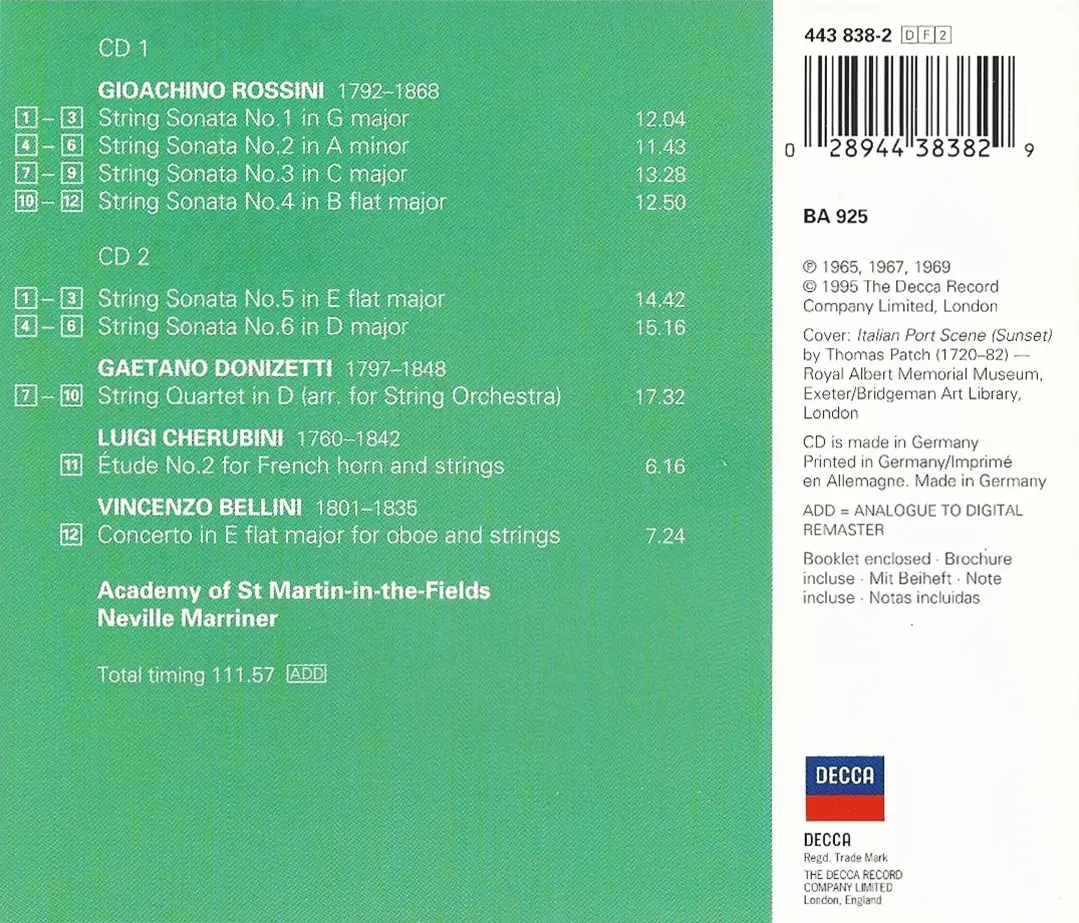 CD 1
GIOACHINO ROSSINI 1792–1868
1 – 3 String Sonata No.1 in G major 12.04
4 – 6 String Sonata No.2 in A minor 11.43
7 – 9 String Sonata No.3 in C major 13.28
10 – 12 String Sonata No.4 in B flat major 12.50
CD 2
1 – 3 String Sonata No.5 in E flat major 14.42
4 – 6 String Sonata No.6 in D major 15.16
GAETANO DONIZETTI 1797–1848
7 – 10 String Quartet in D (arr. for String Orchestra) 17.32
LUIGI CHERUBINI 1760–1842
11 Étude No.2 for French horn and strings 6.16
VINCENZO BELLINI 1801–1835
12 Concerto in E flat major for oboe and strings 7.24
Academy of St Martin-in-the-Fields
Neville Marriner
Total timing 111.57 ADD
443 838-2 D F 2
0 28944 38382 9
BA 925
℗ 1965, 1967, 1969
© 1995 The Decca Record
Company Limited, London
Cover: Italian Port Scene (Sunset)
by Thomas Patch (1720–82) —
Royal Albert Memorial Museum,
Exeter/Bridgeman Art Library,
London
CD is made in Germany
Printed in Germany/Imprimé
en Allemagne. Made in Germany
ADD = ANALOGUE TO DIGITAL
REMASTER
Booklet enclosed · Brochure
incluse · Mit Beiheft · Note
incluse · Notas incluidas
DECCA
DECCA
Regd. Trade Mark
THE DECCA RECORD
COMPANY LIMITED
London, England